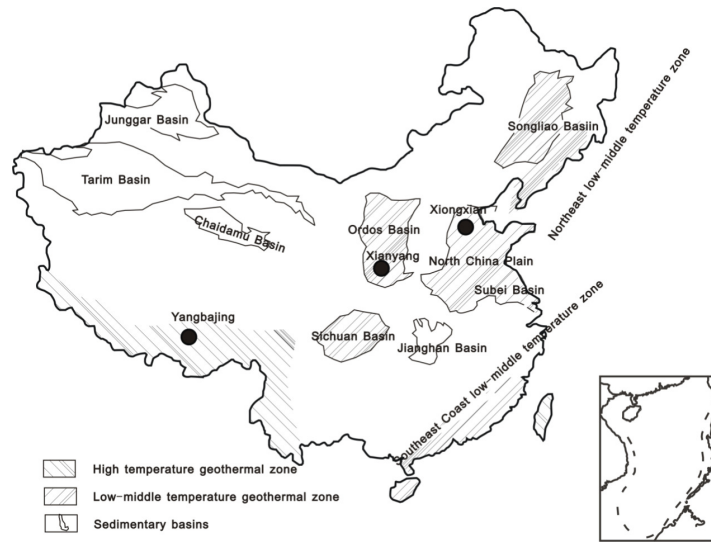 Junggar Basin
Songliao Basiin
Northeast low-middle temperature zone
Tarim Basin
Chaidamu Basin
Xiongxian
Ordos Basin
Xianyang
North China Plain
Subei Basin
Yangbajing
Sichuan Basin
Jianghan Basin
Southeast Coast low-middle temperature zone
High temperature geothermal zone
Low-middle temperature geothermal zone
Sedimentary basins